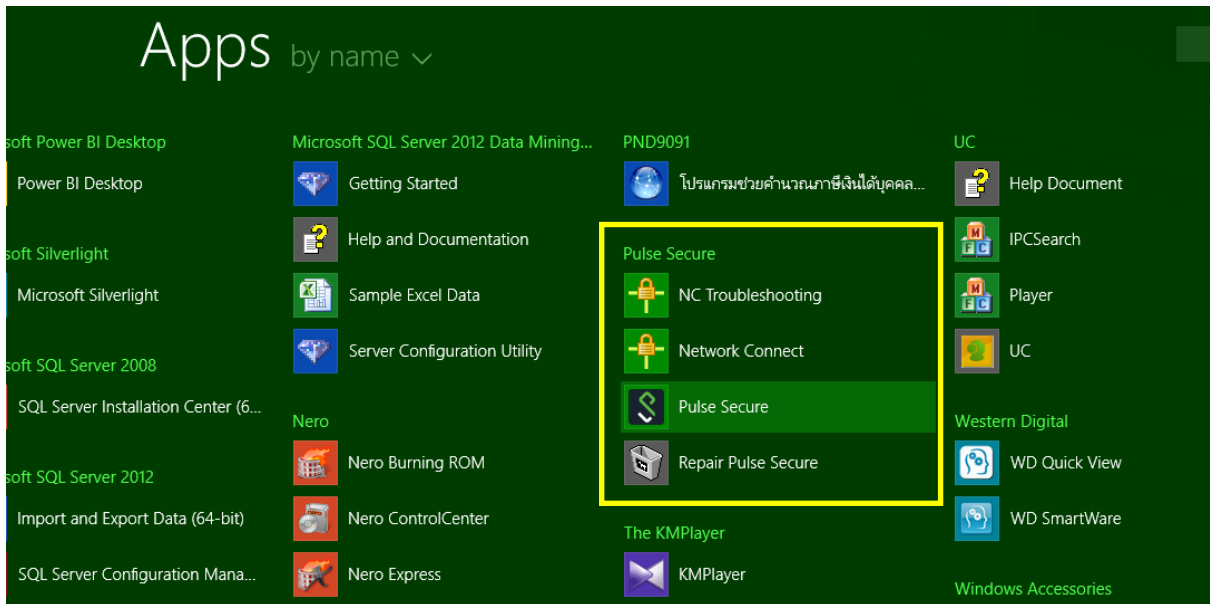 Apps by name
soft Power BI Desktop
Power BI Desktop
soft Silverlight
Microsoft Silverlight
soft SQL Server 2008
SQL Server Installation Center (6...
soft SQL Server 2012
Import and Export Data (64-bit)
SQL Server Configuration Mana...
Microsoft SQL Server 2012 Data Mining...
Getting Started
Help and Documentation
Sample Excel Data
Server Configuration Utility
Nero
Nero Burning ROM
Nero ControlCenter
Nero Express
PND9091
โปรแกรมช่วยคำนวณภาษีเงินได้บุคคล...
Pulse Secure
NC Troubleshooting
Network Connect
Pulse Secure
Repair Pulse Secure
The KMPlayer
KMPlayer
UC
Help Document
IPCSearch
Player
UC
Western Digital
WD Quick View
WD SmartWare
Windows Accessories